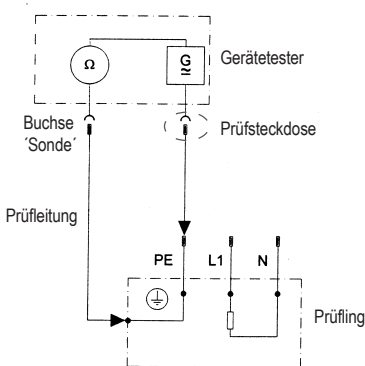 Ω
G
Gerätetester
Buchse
´Sonde´
Prüfsteckdose
Prüfleitung
PE
L1
N
Prüfling